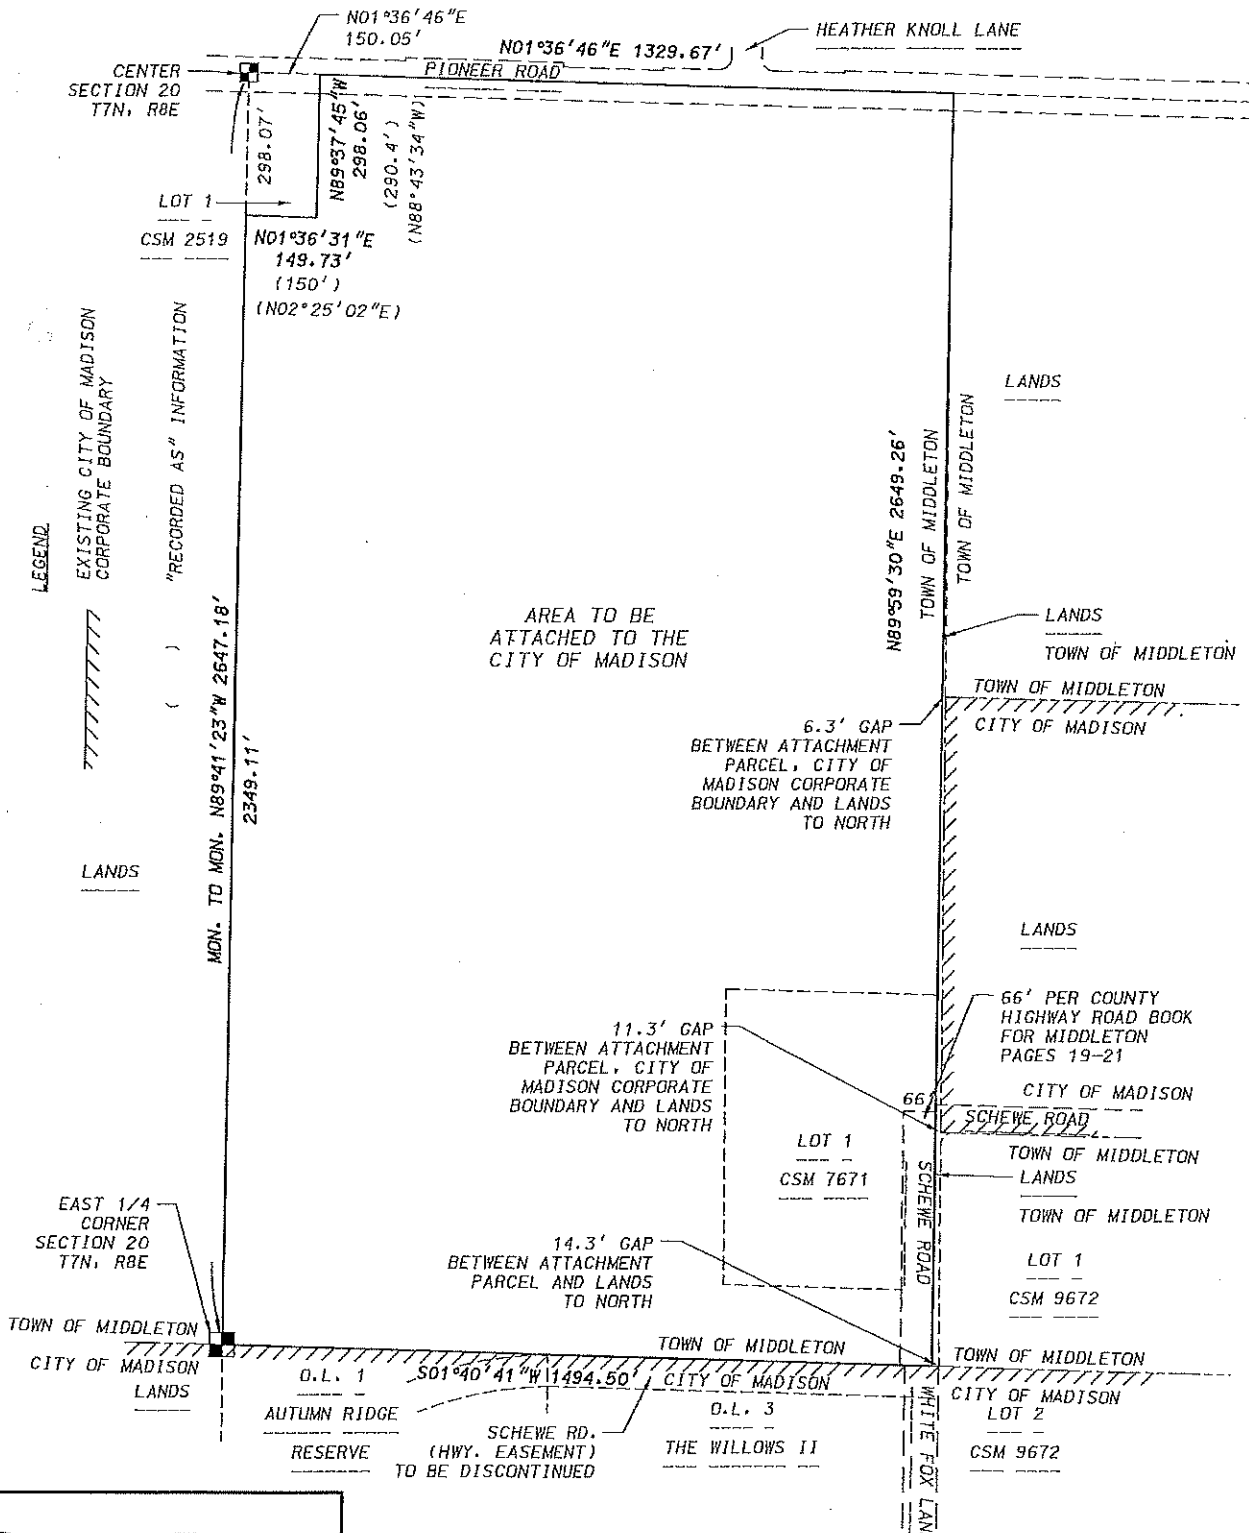 N01°36'46"E
150.05'
N01°36'46"E 1329.67'
HEATHER KNOLL LANE
PIONEER ROAD
CENTER
SECTION 20
T7N, R8E
298.07'
N89°37'45"W
298.06'
(290.4')
(N88°43'34"W)
LOT 1
CSM 2519
N01°36'31"E
149.73'
(150')
(N02°25'02"E)
LEGEND
EXISTING CITY OF MADISON
CORPORATE BOUNDARY
( ) "RECORDED AS" INFORMATION
LANDS
N89°59'30"E 2649.26'
TOWN OF MIDDLETON
TOWN OF MIDDLETON
AREA TO BE
ATTACHED TO THE
CITY OF MADISON
LANDS
TOWN OF MIDDLETON
TOWN OF MIDDLETON
CITY OF MADISON
6.3' GAP
BETWEEN ATTACHMENT
PARCEL, CITY OF
MADISON CORPORATE
BOUNDARY AND LANDS
TO NORTH
MON. TO MON. N89°41'23"W 2647.18'
2349.11'
LANDS
LANDS
66' PER COUNTY
HIGHWAY ROAD BOOK
FOR MIDDLETON
PAGES 19-21
11.3' GAP
BETWEEN ATTACHMENT
PARCEL, CITY OF
MADISON CORPORATE
BOUNDARY AND LANDS
TO NORTH
66'
CITY OF MADISON
SCHEWE ROAD
TOWN OF MIDDLETON
LOT 1
CSM 7671
SCHEWE ROAD
LANDS
TOWN OF MIDDLETON
EAST 1/4
CORNER
SECTION 20
T7N, R8E
14.3' GAP
BETWEEN ATTACHMENT
PARCEL AND LANDS
TO NORTH
LOT 1
CSM 9672
TOWN OF MIDDLETON
CITY OF MADISON
LANDS
TOWN OF MIDDLETON
S01°40'41"W 1494.50'
CITY OF MADISON
TOWN OF MIDDLETON
CITY OF MADISON
O.L. 1
AUTUMN RIDGE
RESERVE
SCHEWE RD.
(HWY. EASEMENT)
TO BE DISCONTINUED
O.L. 3
THE WILLOWS II
WHITE FOX LAN
LOT 2
CSM 9672